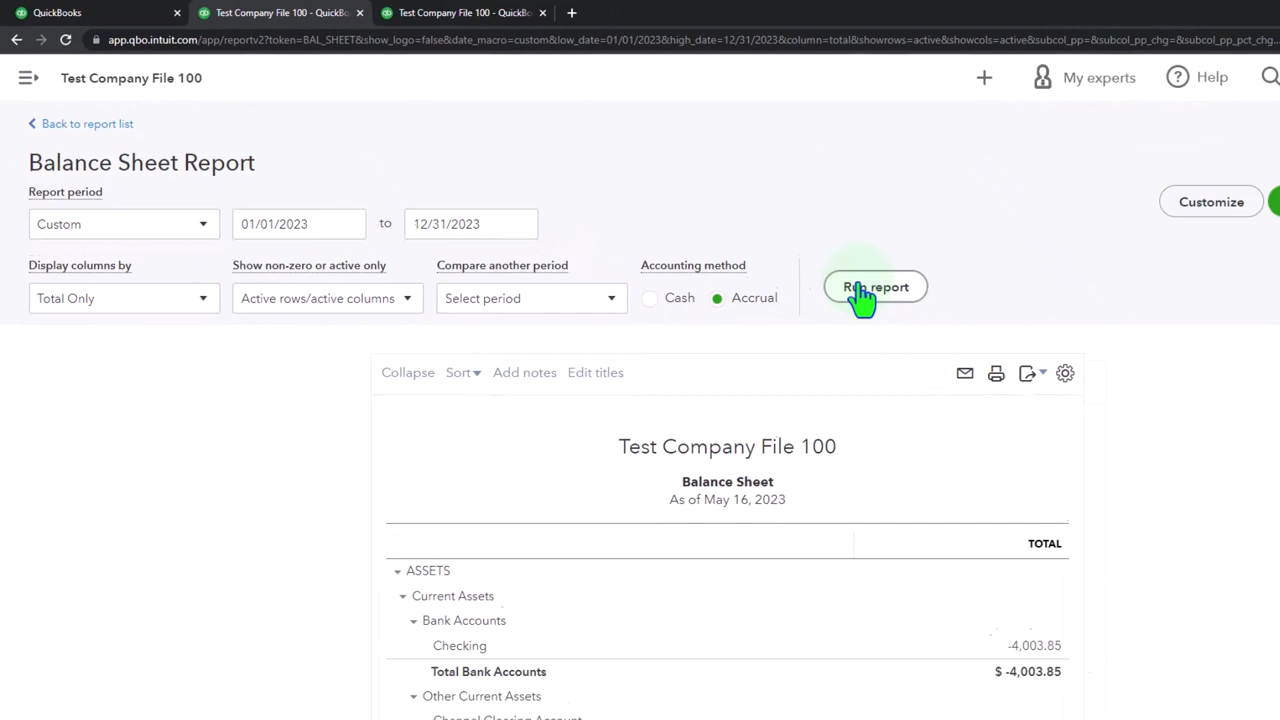 QuickBooks
Test Company File 100 - QuickBo
Test Company File 100 - QuickBo
app.qbo.intuit.com/app/reportv2?token=BAL_SHEET&show_logo=false&date_macro=custom&low_date=01/01/2023&high_date=12/31/2023&column=total&showrows=active&showcols=active&subcol_pp=&subcol_pp_chg=&subcol_pp_pct_chg...
Test Company File 100
My experts
Help
Back to report list
Balance Sheet Report
Report period
Custom
01/01/2023
to
12/31/2023
Customize
Display columns by
Show non-zero or active only
Compare another period
Accounting method
Total Only
Active rows/active columns
Select period
Cash
Accrual
Run report
Collapse
Sort
Add notes
Edit titles
Test Company File 100
Balance Sheet
As of May 16, 2023
TOTAL
ASSETS
Current Assets
Bank Accounts
Checking -4,003.85
Total Bank Accounts $ -4,003.85
Other Current Assets
Channel Clearing Account